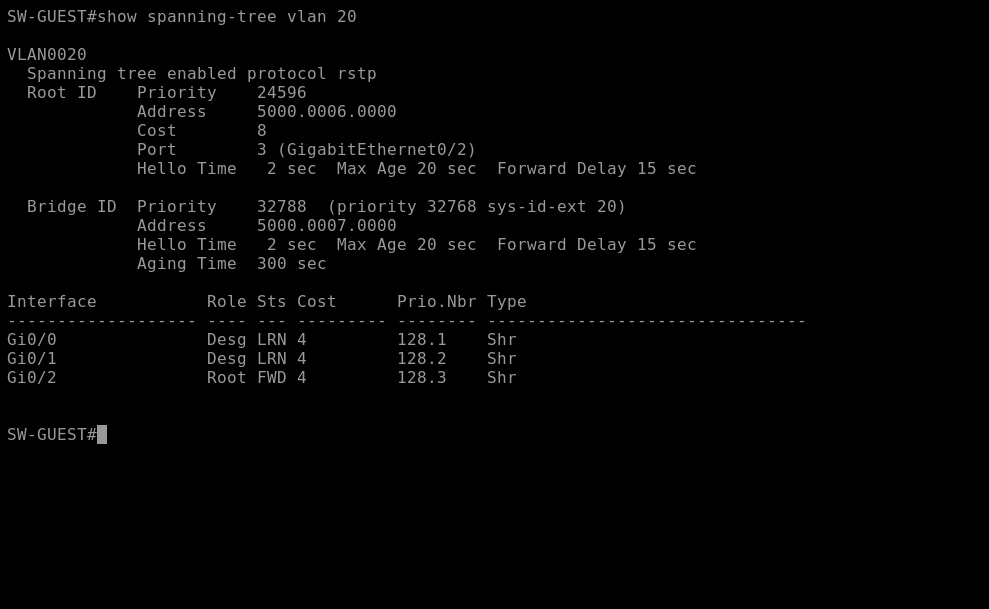 SW-GUEST#show spanning-tree vlan 20
VLAN0020
  Spanning tree enabled protocol rstp
  Root ID    Priority    24596
             Address     5000.0006.0000
             Cost        8
             Port        3 (GigabitEthernet0/2)
             Hello Time   2 sec  Max Age 20 sec  Forward Delay 15 sec
  Bridge ID  Priority    32788  (priority 32768 sys-id-ext 20)
             Address     5000.0007.0000
             Hello Time   2 sec  Max Age 20 sec  Forward Delay 15 sec
             Aging Time  300 sec
Interface           Role Sts Cost      Prio.Nbr Type
------------------- ---- --- --------- -------- --------------------------------
Gi0/0               Desg LRN 4         128.1    Shr
Gi0/1               Desg LRN 4         128.2    Shr
Gi0/2               Root FWD 4         128.3    Shr
SW-GUEST#